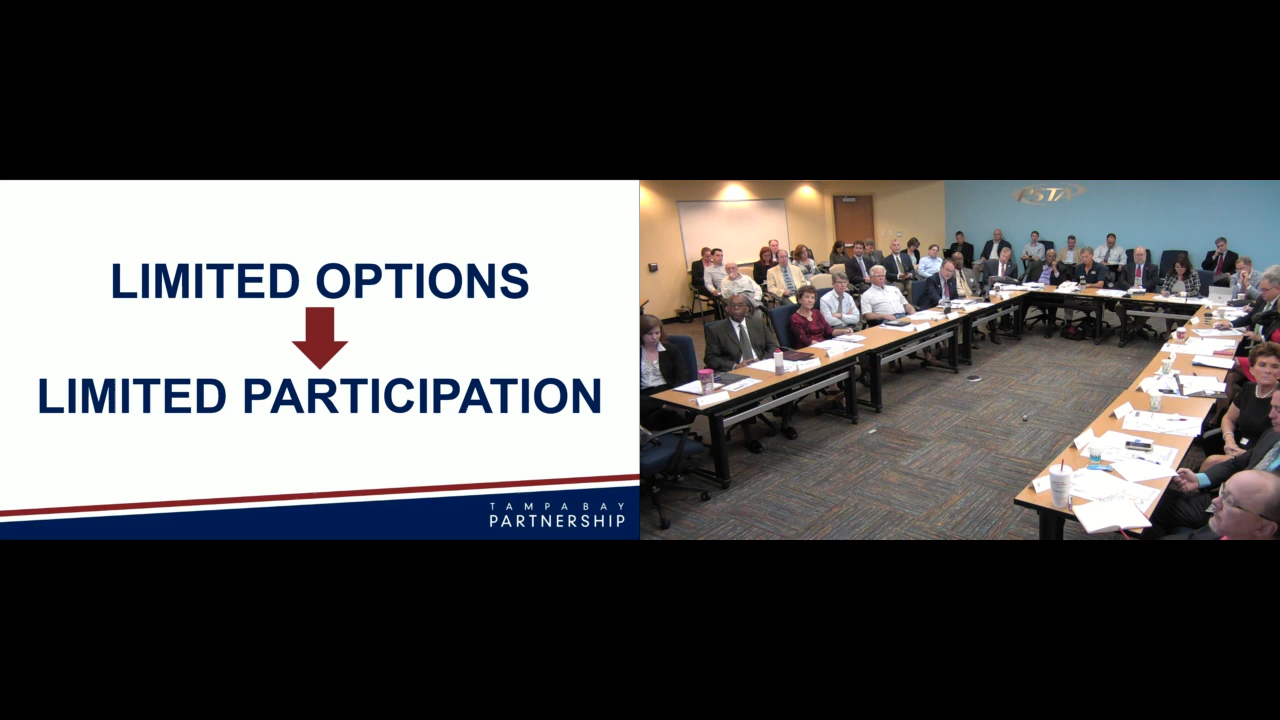 LIMITED OPTIONS
LIMITED PARTICIPATION
TAMPA BAY
PARTNERSHIP
PSTA